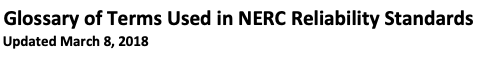 Glossary of Terms Used in NERC Reliability Standards
Updated March 8, 2018